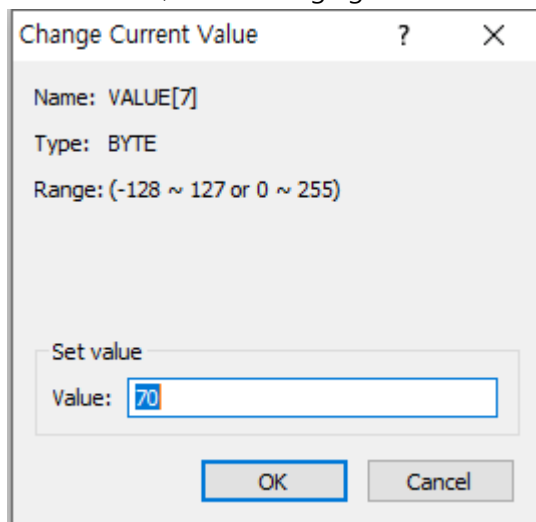 Change Current Value ? ×
Name: VALUE[7]
Type: BYTE
Range: (-128 ~ 127 or 0 ~ 255)
Set value
Value: 70
OK Cancel